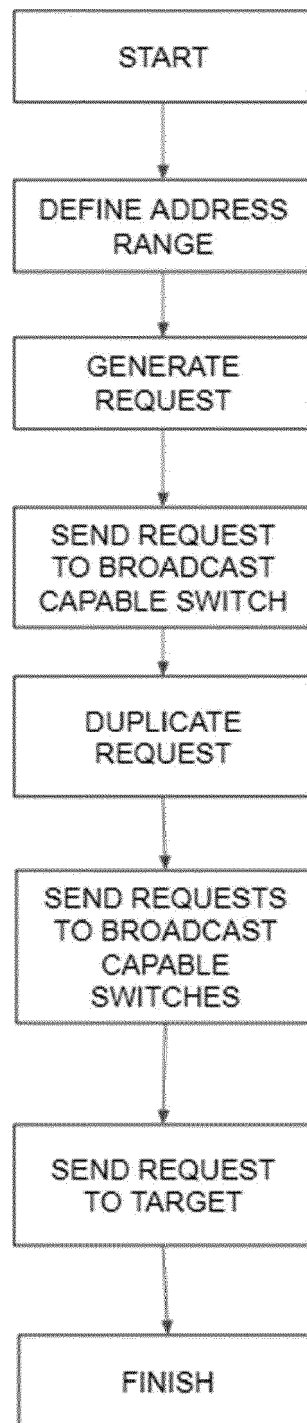 START
DEFINE ADDRESS
RANGE
GENERATE
REQUEST
SEND REQUEST
TO BROADCAST
CAPABLE SWITCH
DUPLICATE
REQUEST
SEND REQUESTS
TO BROADCAST
CAPABLE
SWITCHES
SEND REQUEST
TO TARGET
FINISH